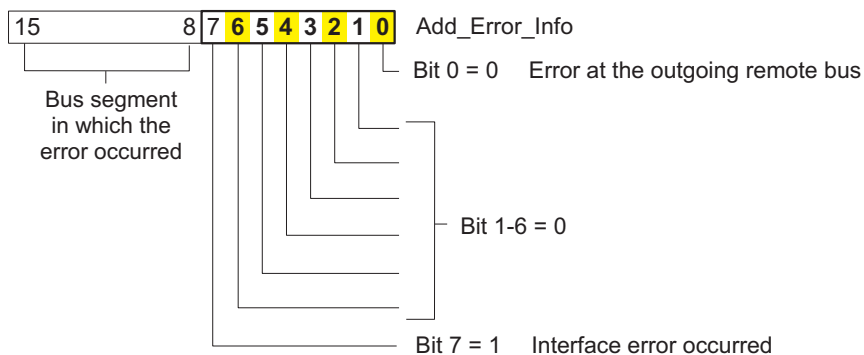 15 8 7 6 5 4 3 2 1 0 Add_Error_Info
Bit 0 = 0 Error at the outgoing remote bus
Bus segment
in which the
error occurred
Bit 1-6 = 0
Bit 7 = 1 Interface error occurred